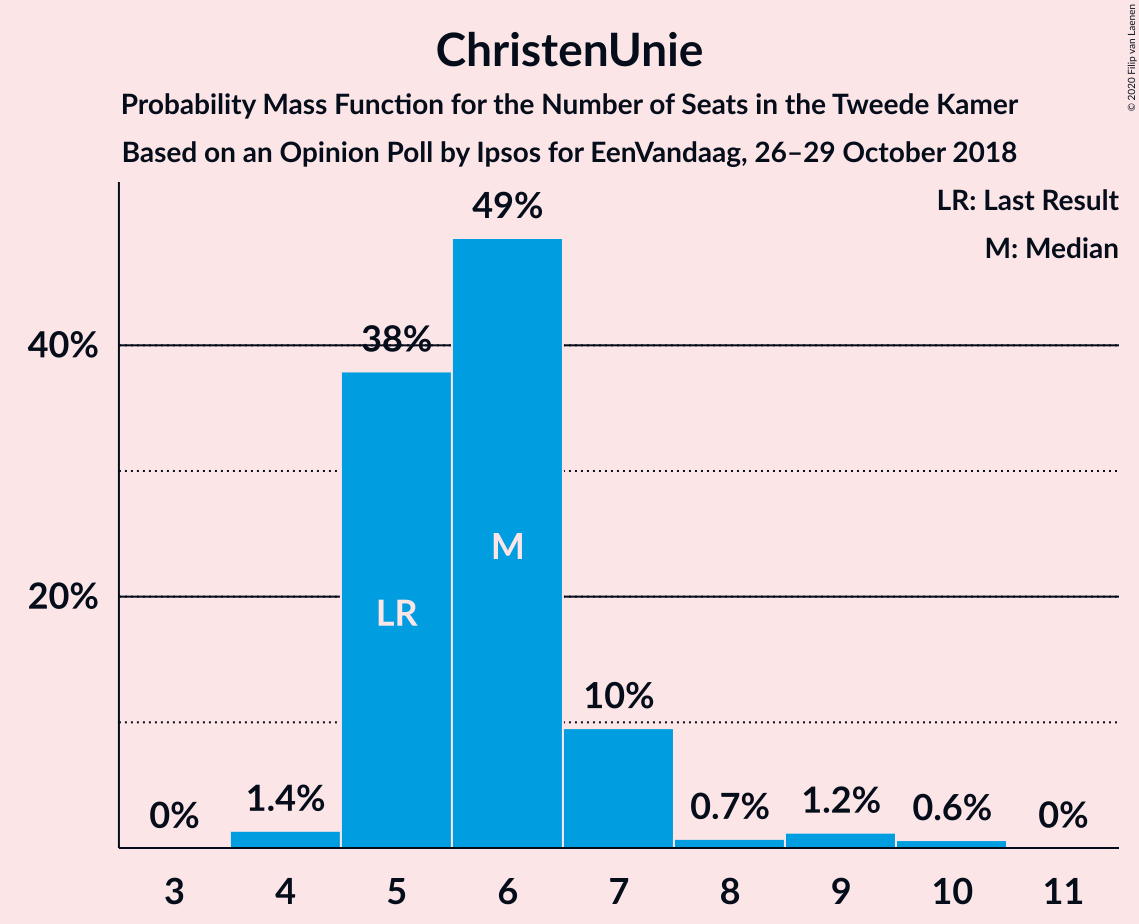 © 2020 Filip van Laenen
ChristenUnie
Probability Mass Function for the Number of Seats in the Tweede Kamer
Based on an Opinion Poll by Ipsos for EenVandaag, 26–29 October 2018
LR: Last Result
M: Median
49%
38%
40%
M
20%
LR
10%
1.4%
0%
0.7%
1.2%
0.6%
0%
3 4 5 6 7 8 9 10 11